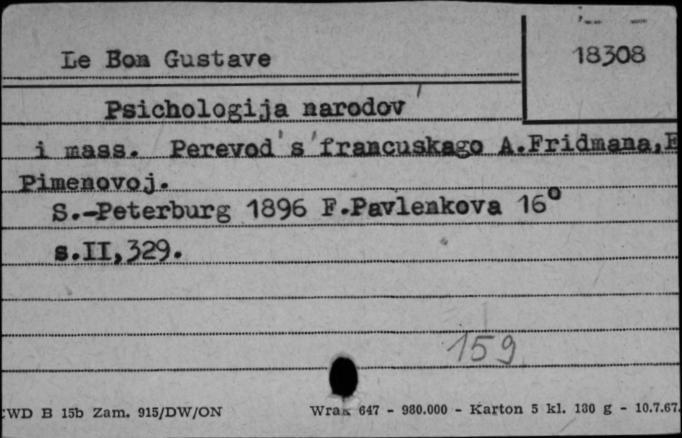 Le Bon Gustave
18308
Psichologija narodov'
i mass. Perevod's'francuskago A.Fridmana,E
Pimenovoj.
S.-Peterburg 1896 F.Pavlenkova 16°
s.II,329.
159
WD B 15b Zam. 915/DW/ON
647 - 980.000 - Karton 5 kl. 130 g - 10.7.67.